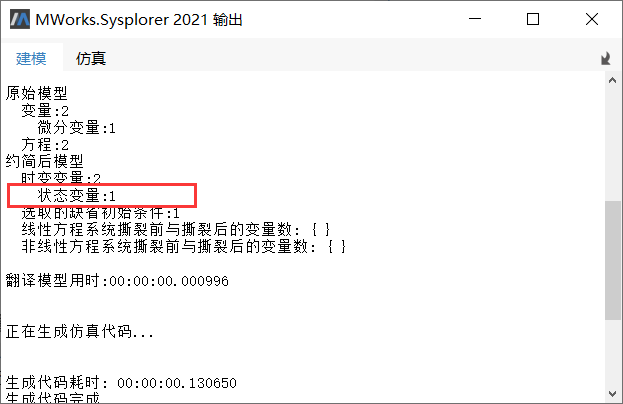 MWorks.Sysplorer 2021 输出
建模 仿真
原始模型
变量:2
微分变量:1
方程:2
约简后模型
时变变量:2
状态变量:1
选取的缺省初始条件:1
线性方程系统撕裂前与撕裂后的变量数: { }
非线性方程系统撕裂前与撕裂后的变量数: { }
翻译模型用时:00:00:00.000996
正在生成仿真代码...
生成代码耗时: 00:00:00.130650
生成代码完成